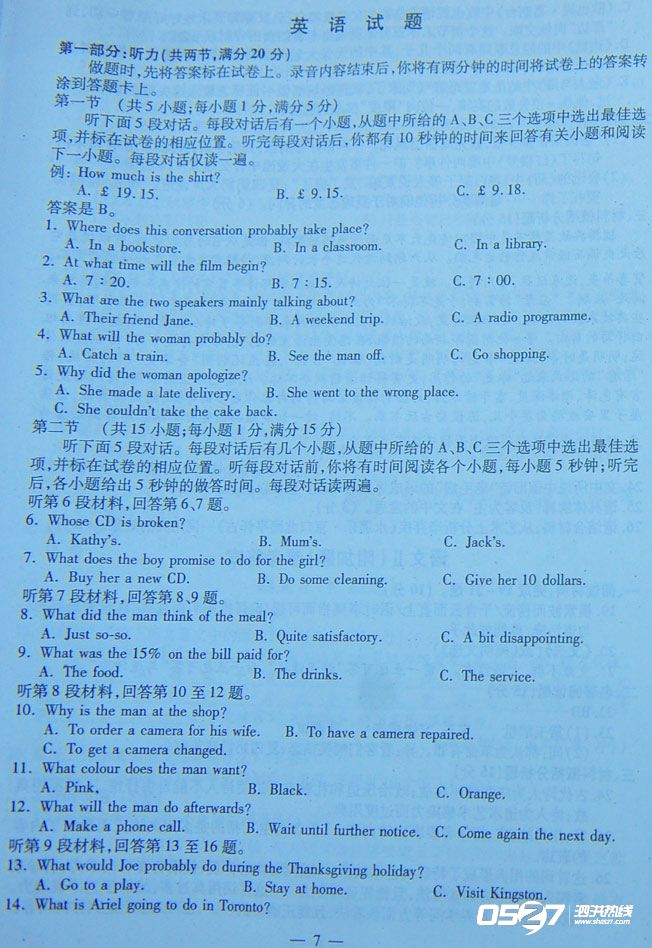 英 语 试 题
第一部分:听力(共两节,满分20分)
做题时,先将答案标在试卷上。录音内容结束后,你将有两分钟的时间将试卷上的答案转
涂到答题卡上。
第一节 (共5小题;每小题1分,满分5分)
听下面5段对话。每段对话后有一个小题,从题中所给的A、B、C三个选项中选出最佳选
项,并标在试卷的相应位置。听完每段对话后,你都有10秒钟的时间来回答有关小题和阅读
下一小题。每段对话仅读一遍。
例: How much is the shirt?
A. £ 19.15. B. £ 9.15. C. £ 9.18.
答案是B。
1. Where does this conversation probably take place?
A. In a bookstore. B. In a classroom. C. In a library.
2. At what time will the film begin?
A. 7:20. B. 7:15. C. 7:00.
3. What are the two speakers mainly talking about?
A. Their friend Jane. B. A weekend trip. C. A radio programme.
4. What will the woman probably do?
A. Catch a train. B. See the man off. C. Go shopping.
5. Why did the woman apologize?
A. She made a late delivery. B. She went to the wrong place.
C. She couldn't take the cake back.
第二节 (共15小题;每小题1分,满分15分)
听下面5段对话。每段对话后有几个小题,从题中所给的A、B、C三个选项中选出最佳选
项,并标在试卷的相应位置。听每段对话前,你将有时间阅读各个小题,每小题5秒钟;听完
后,各小题给出5秒钟的做答时间。每段对话读两遍。
听第6段材料,回答第6、7题。
6. Whose CD is broken?
A. Kathy's. B. Mum's. C. Jack's.
7. What does the boy promise to do for the girl?
A. Buy her a new CD. B. Do some cleaning. C. Give her 10 dollars.
听第7段材料,回答第8、9题。
8. What did the man think of the meal?
A. Just so-so. B. Quite satisfactory. C. A bit disappointing.
9. What was the 15% on the bill paid for?
A. The food. B. The drinks. C. The service.
听第8段材料,回答第10至12题。
10. Why is the man at the shop?
A. To order a camera for his wife. B. To have a camera repaired.
C. To get a camera changed.
11. What colour does the man want?
A. Pink, B. Black. C. Orange.
12. What will the man do afterwards?
A. Make a phone call. B. Wait until further notice. C. Come again the next day.
听第9段材料,回答第13至16题。
13. What would Joe probably do during the Thanksgiving holiday?
A. Go to a play. B. Stay at home. C. Visit Kingston.
14. What is Ariel going to do in Toronto?
— 7 —
0527 泗洪热线
www.sh527.com